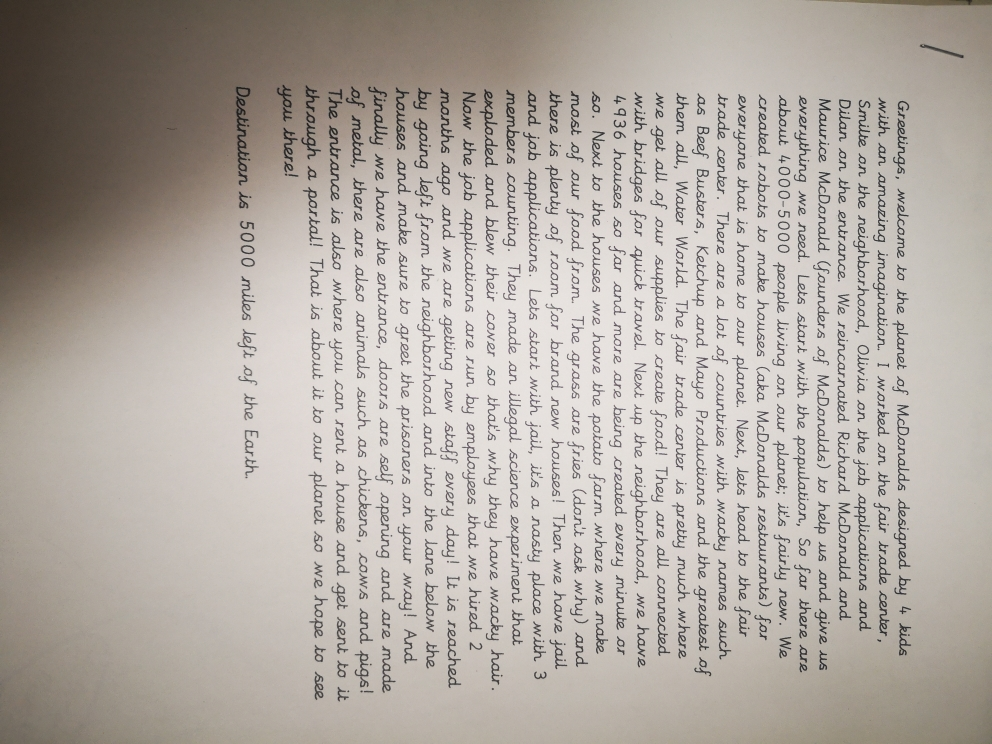 Greetings, welcome to the planet of McDonalds designed by 4 kids
with an amazing imagination. I worked on the fair trade center,
Smilte on the neighborhood, Olivia on the job applications and
Dilan on the entrance. We reincarnated Richard McDonald and
Maurice McDonald (founders of McDonalds) to help us and give us
everything we need. Lets start with the population, So far there are
about 4000-5000 people living on our planet; it's fairly new. We
created robots to make houses (aka McDonalds restaurants) for
everyone that is home to our planet. Next, lets head to the fair
trade center. There are a lot of countries with wacky names such
as Beef Busters, Ketchup and Mayo Productions and the greatest of
them all, Water World. The fair trade center is pretty much where
we get all of our supplies to create food! They are all connected
with bridges for quick travel. Next up the neighborhood, we have
4936 houses so far and more are being created every minute or
so. Next to the houses we have the potato farm where we make
most of our food from. The grass are fries (don't ask why) and
there is plenty of room for brand new houses! Then we have jail
and job applications. Lets start with jail, it's a nasty place with 3
members counting. They made an illegal science experiment that
exploded and blew their cover so that's why they have wacky hair.
Now the job applications are run by employees that we hired 2
months ago and we are getting new staff every day! It is reached
by going left from the neighborhood and into the lane below the
houses and make sure to greet the prisoners on your way! And
finally we have the entrance, doors are self opening and are made
of metal, there are also animals such as chickens, cows and pigs!
The entrance is also where you can rent a house and get sent to it
through a portal! That is about it to our planet so we hope to see
you there!
Destination is 5000 miles left of the Earth.